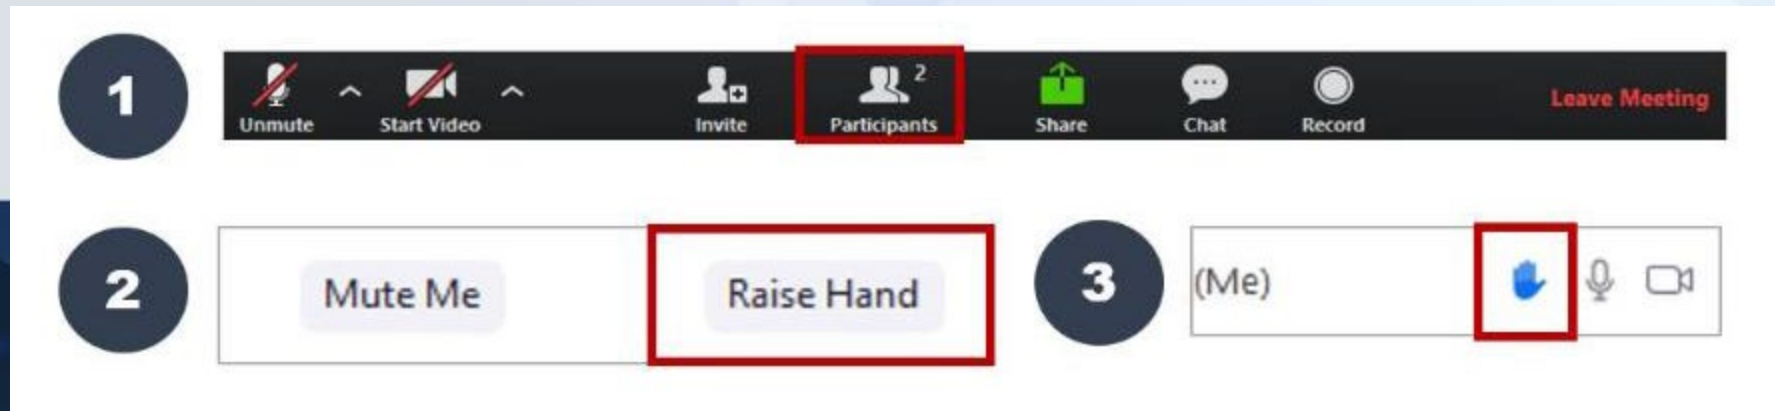 1
2
Unmute Start Video Invite Participants Share Chat Record Leave Meeting
2
Mute Me Raise Hand
3
(Me)